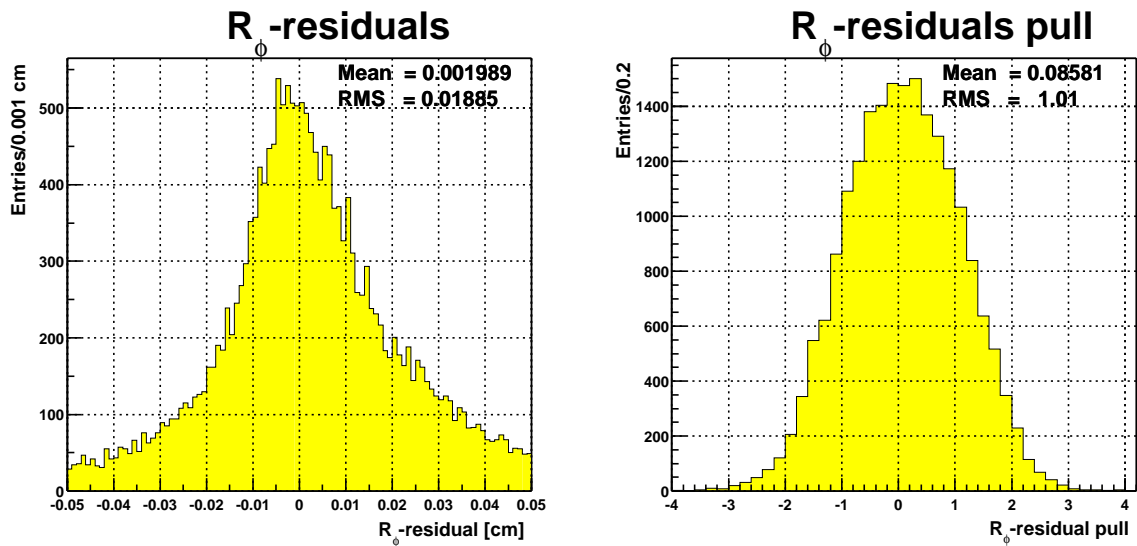 Rϕ-residuals
Mean = 0.001989
RMS = 0.01885
Entries/0.001 cm
500
400
300
200
100
0
-0.05 -0.04 -0.03 -0.02 -0.01 0 0.01 0.02 0.03 0.04 0.05
Rϕ-residual [cm]
Rϕ-residuals pull
Mean = 0.08581
RMS = 1.01
Entries/0.2
1400
1200
1000
800
600
400
200
0
-4 -3 -2 -1 0 1 2 3 4
Rϕ-residual pull